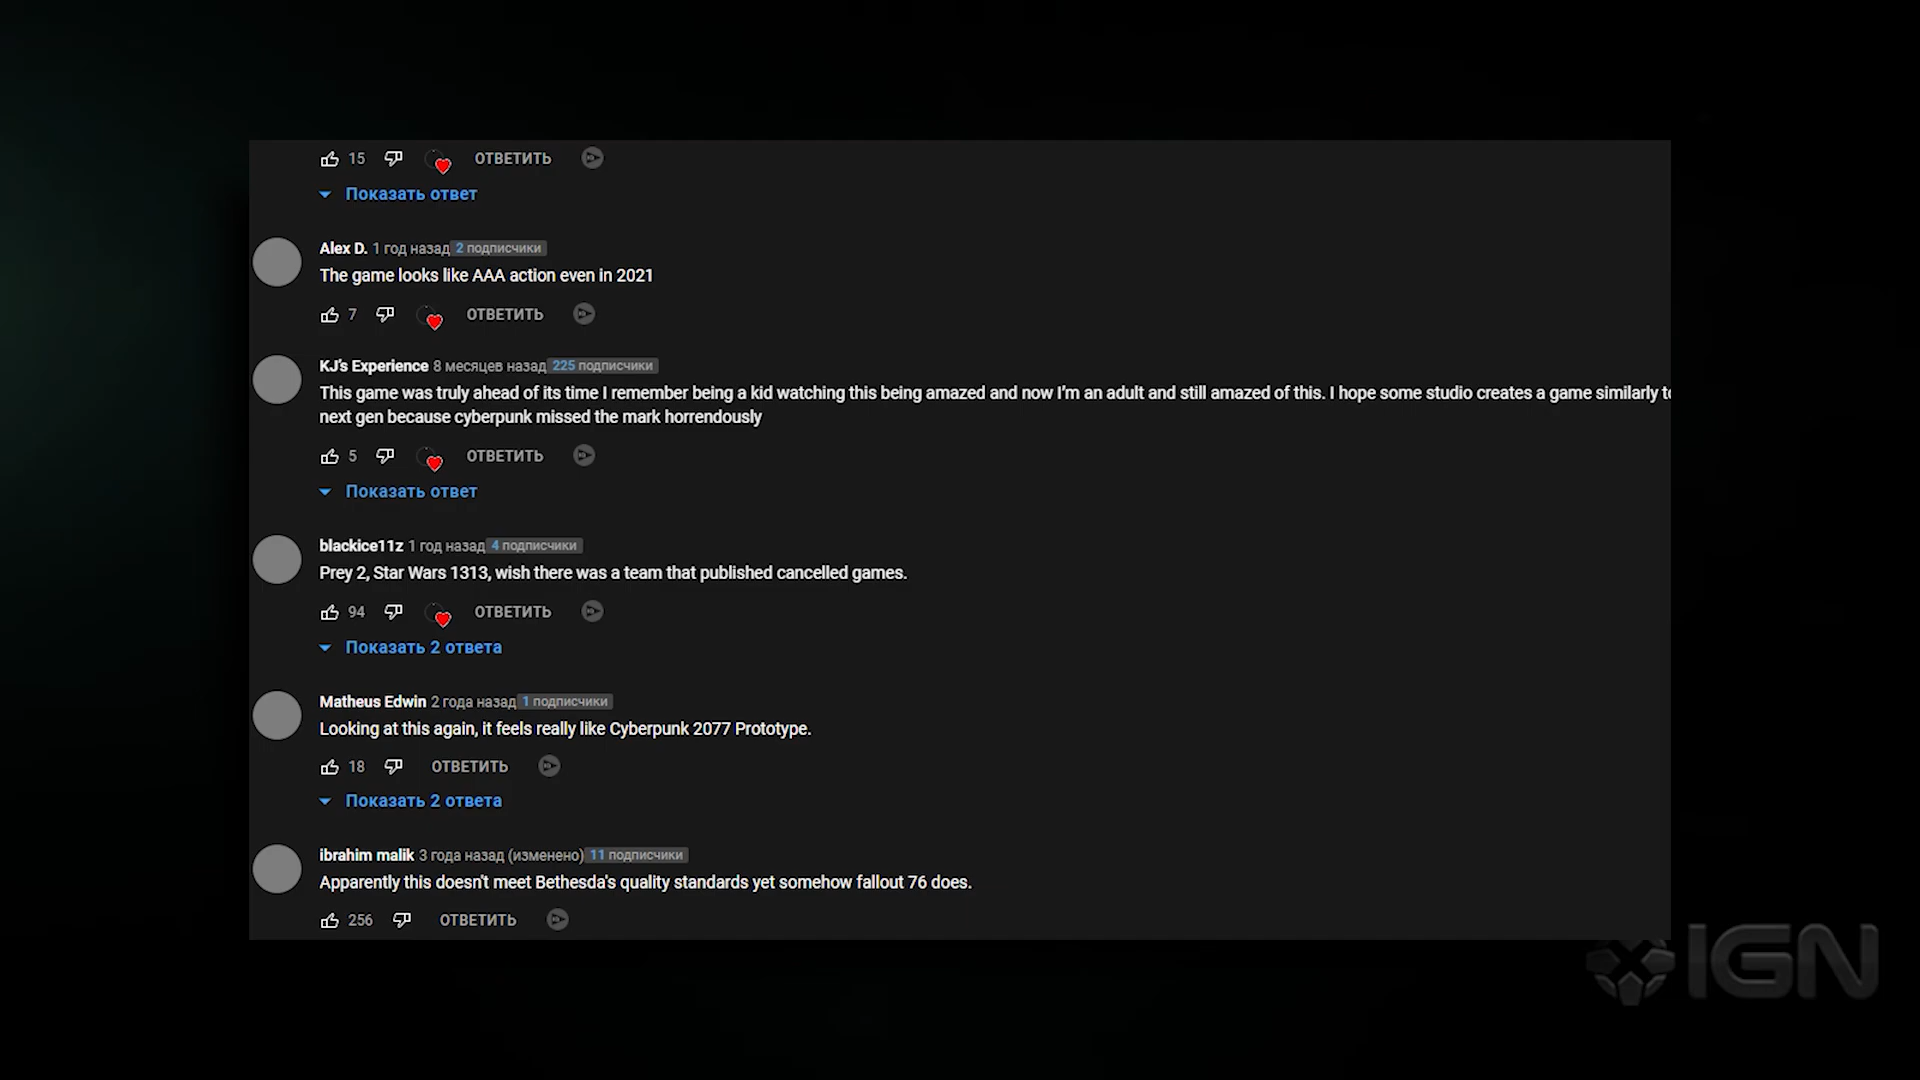 15 ОТВЕТИТЬ
Показать ответ
Alex D. 1 год назад 2 подписчики
The game looks like AAA action even in 2021
7 ОТВЕТИТЬ
KJ's Experience 8 месяцев назад 225 подписчики
This game was truly ahead of its time I remember being a kid watching this being amazed and now I'm an adult and still amazed of this. I hope some studio creates a game similarly
next gen because cyberpunk missed the mark horrendously
5 ОТВЕТИТЬ
Показать ответ
blackice11z 1 год назад 4 подписчики
Prey 2, Star Wars 1313, wish there was a team that published cancelled games.
94 ОТВЕТИТЬ
Показать 2 ответа
Matheus Edwin 2 года назад 1 подписчики
Looking at this again, it feels really like Cyberpunk 2077 Prototype.
18 ОТВЕТИТЬ
Показать 2 ответа
ibrahim malik 3 года назад (изменено) 11 подписчики
Apparently this doesn't meet Bethesda's quality standards yet somehow fallout 76 does.
256 ОТВЕТИТЬ
IGN